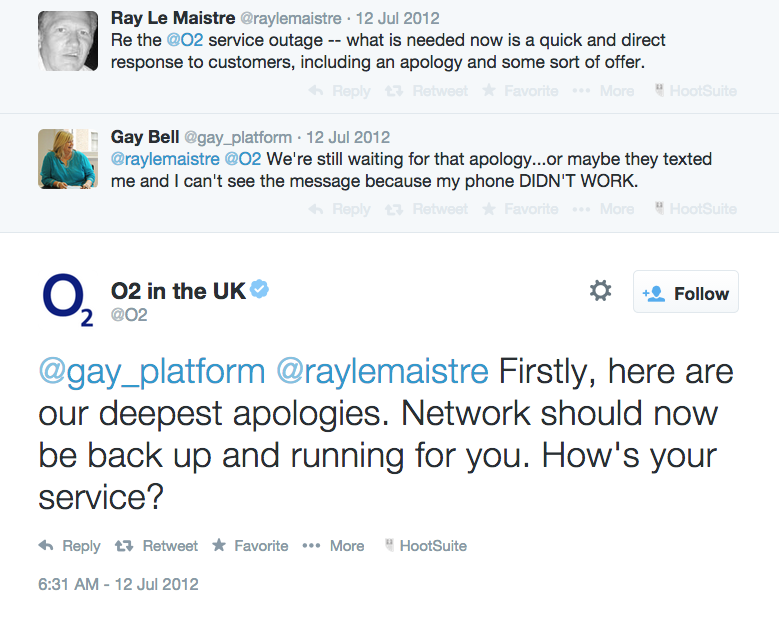 Ray Le Maistre @raylemaistre · 12 Jul 2012
Re the @O2 service outage -- what is needed now is a quick and direct
response to customers, including an apology and some sort of offer.
Reply Retweet Favorite More HootSuite
Gay Bell @gay_platform · 12 Jul 2012
@raylemaistre @O2 We're still waiting for that apology...or maybe they texted
me and I can't see the message because my phone DIDN'T WORK.
Reply Retweet Favorite More HootSuite
O2
O2 in the UK
@O2
Follow
@gay_platform @raylemaistre Firstly, here are
our deepest apologies. Network should now
be back up and running for you. How's your
service?
Reply Retweet Favorite More HootSuite
6:31 AM - 12 Jul 2012